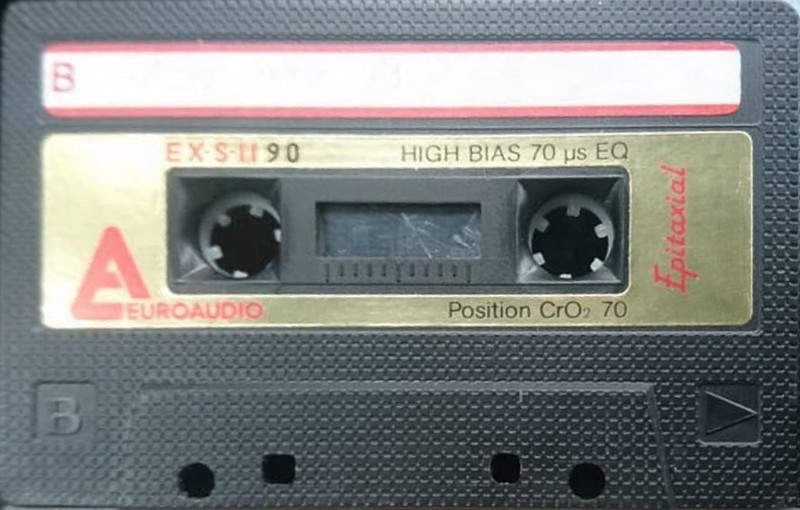 B
EX-S-II 90
HIGH BIAS 70 µs EQ
Epitaxial
EUROAUDIO
Position CrO₂ 70
B